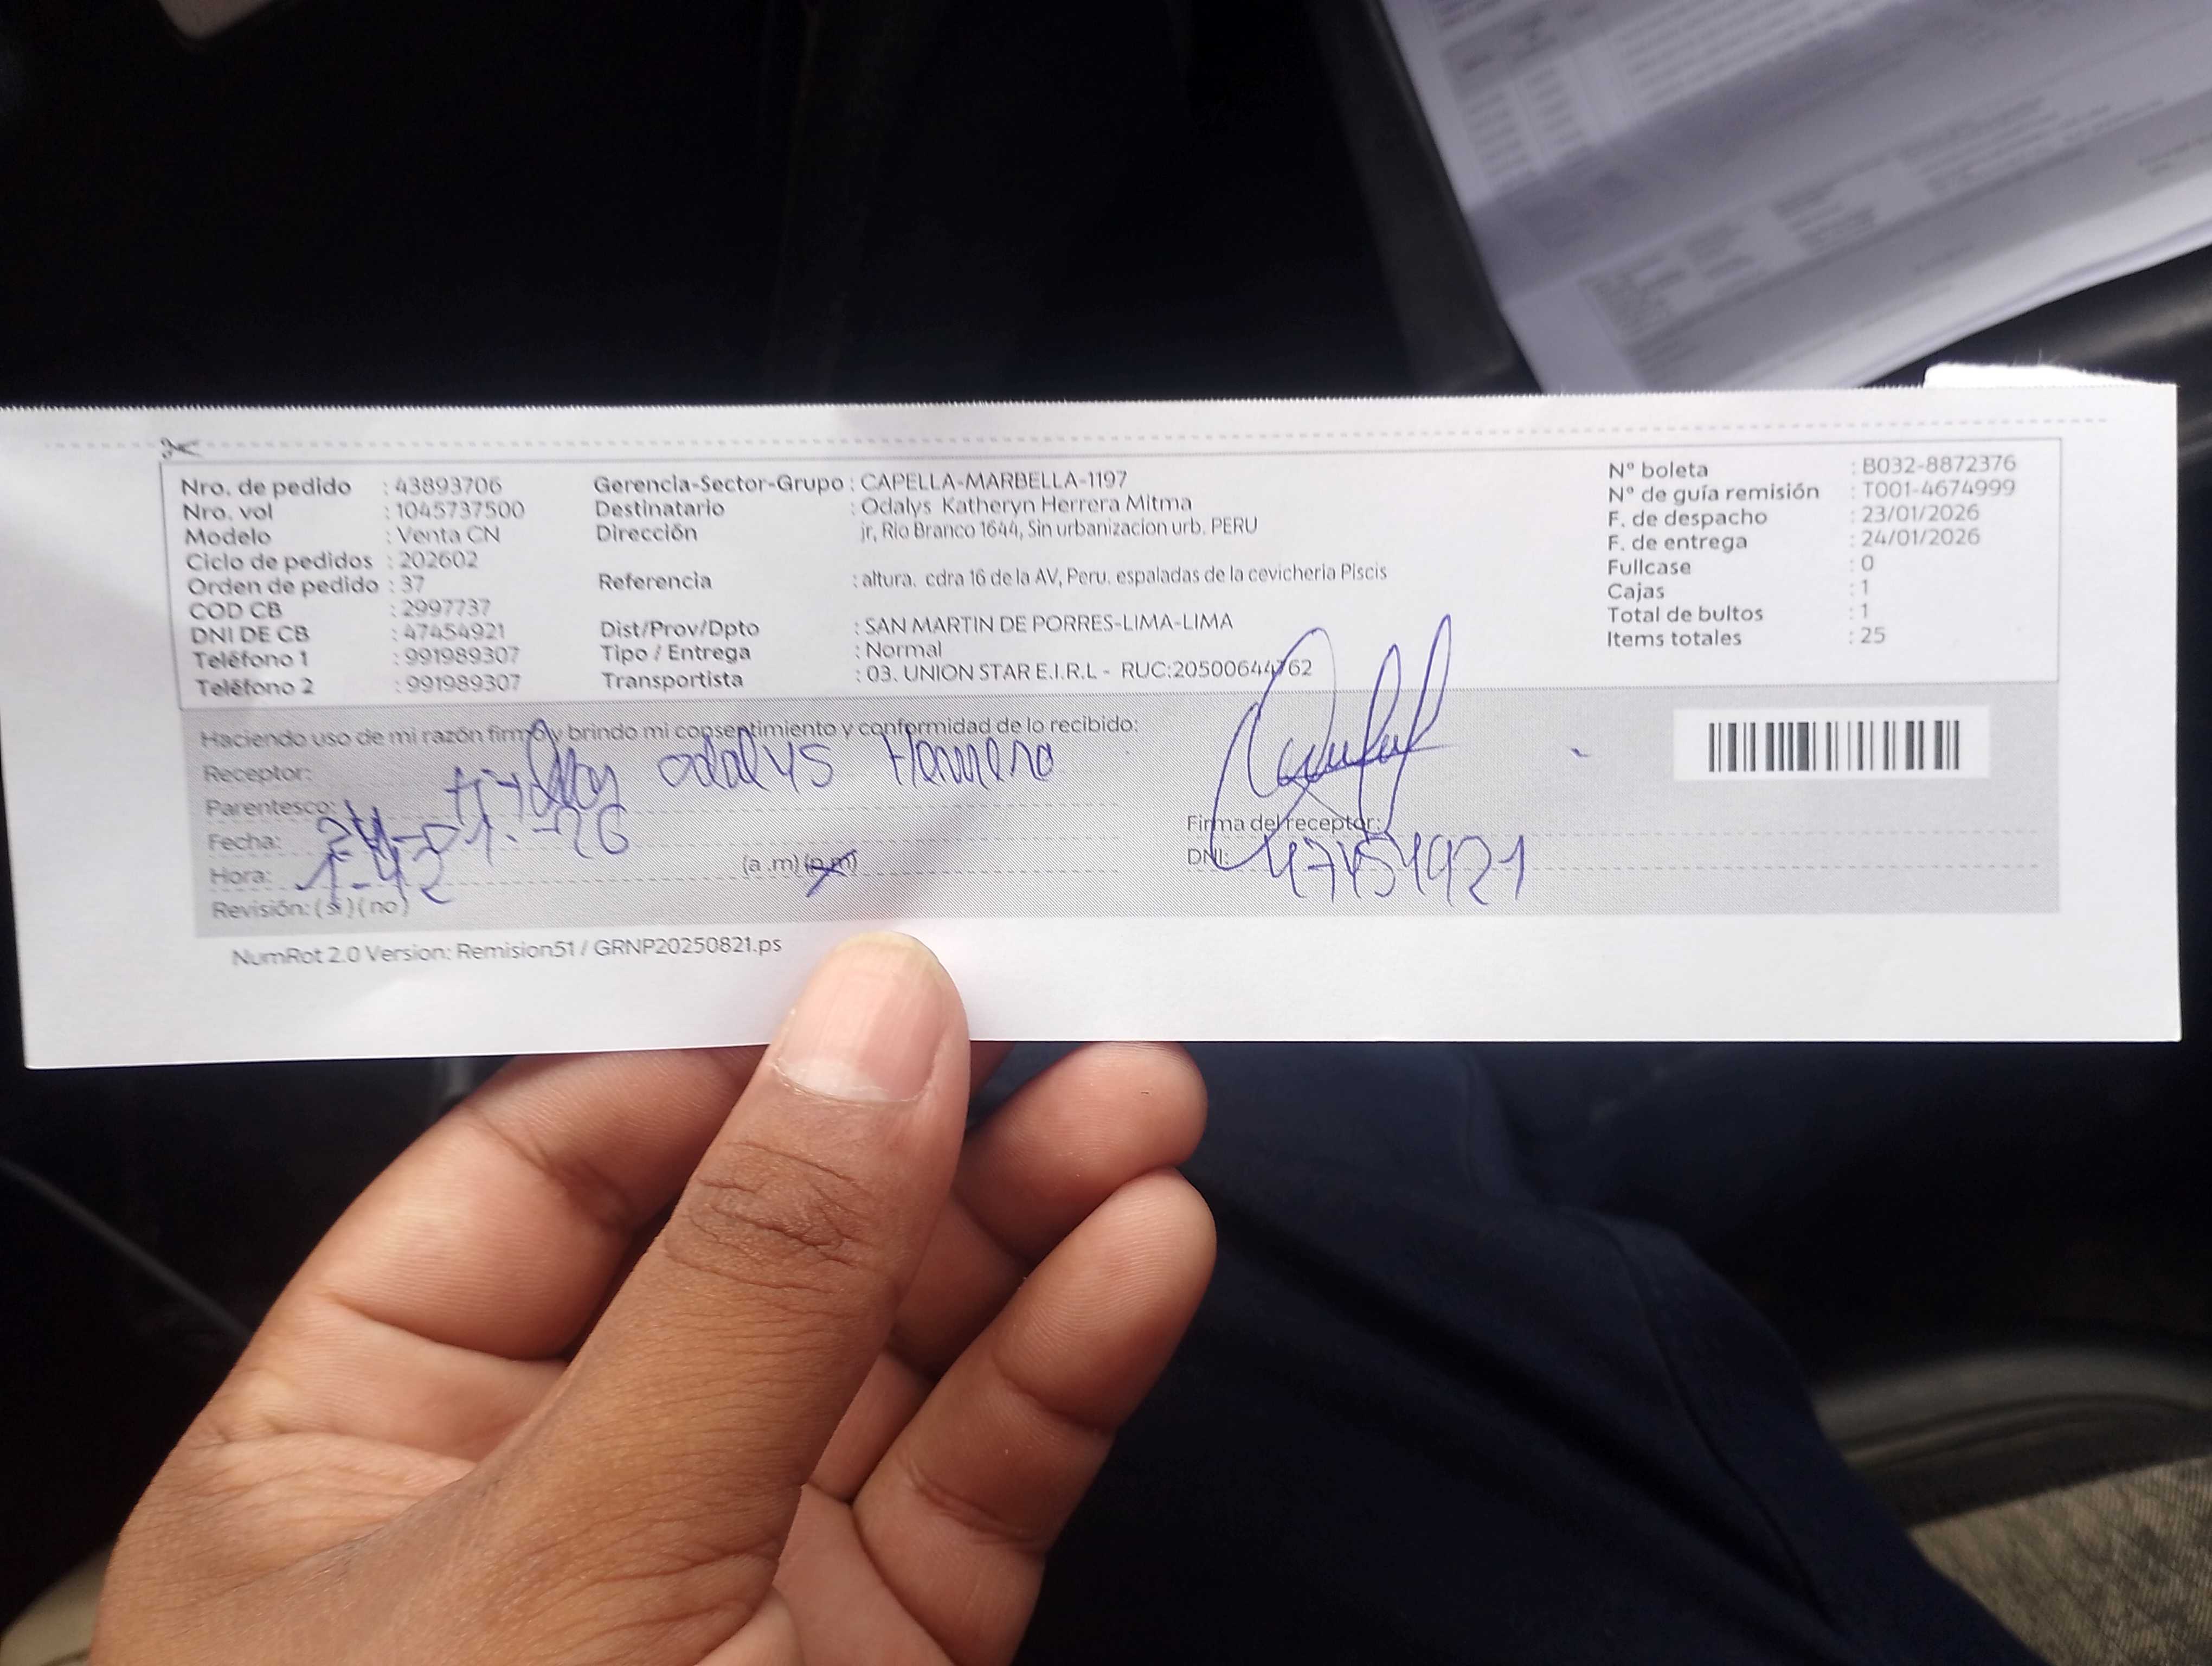 Nro. de pedido : 43893706
Nro. vol : 1045737500
Modelo : Venta CN
Ciclo de pedidos : 202602
Orden de pedido : 37
COD CB : 2997737
DNI DE CB : 47454921
Teléfono 1 : 991989307
Teléfono 2 : 991989307
Gerencia-Sector-Grupo : CAPELLA-MARBELLA-1197
Destinatario : Odalys Katheryn Herrera Mitma
Dirección jr, Rio Branco 1644, Sin urbanizacion urb. PERU
Referencia : altura. cdra 16 de la AV, Peru. espaladas de la cevicheria Piscis
Dist/Prov/Dpto : SAN MARTIN DE PORRES-LIMA-LIMA
Tipo / Entrega : Normal
Transportista : 03. UNION STAR E.I.R.L - RUC:20500644762
N° boleta : B032-8872376
N° de guía remisión : T001-4674999
F. de despacho : 23/01/2026
F. de entrega : 24/01/2026
Fullcase : 0
Cajas : 1
Total de bultos : 1
Items totales : 25
Haciendo uso de mi razón firmo y brindo mi consentimiento y conformidad de lo recibido:
Receptor: odalys Herrera
Parentesco:
Fecha: 24-01-26
Hora: 1-42 (a .m) (p.m)
Revisión: ( si ) ( no )
Firma del receptor:
DNI: 47454921
NumRot 2.0 Version: Remision51 / GRNP20250821.ps